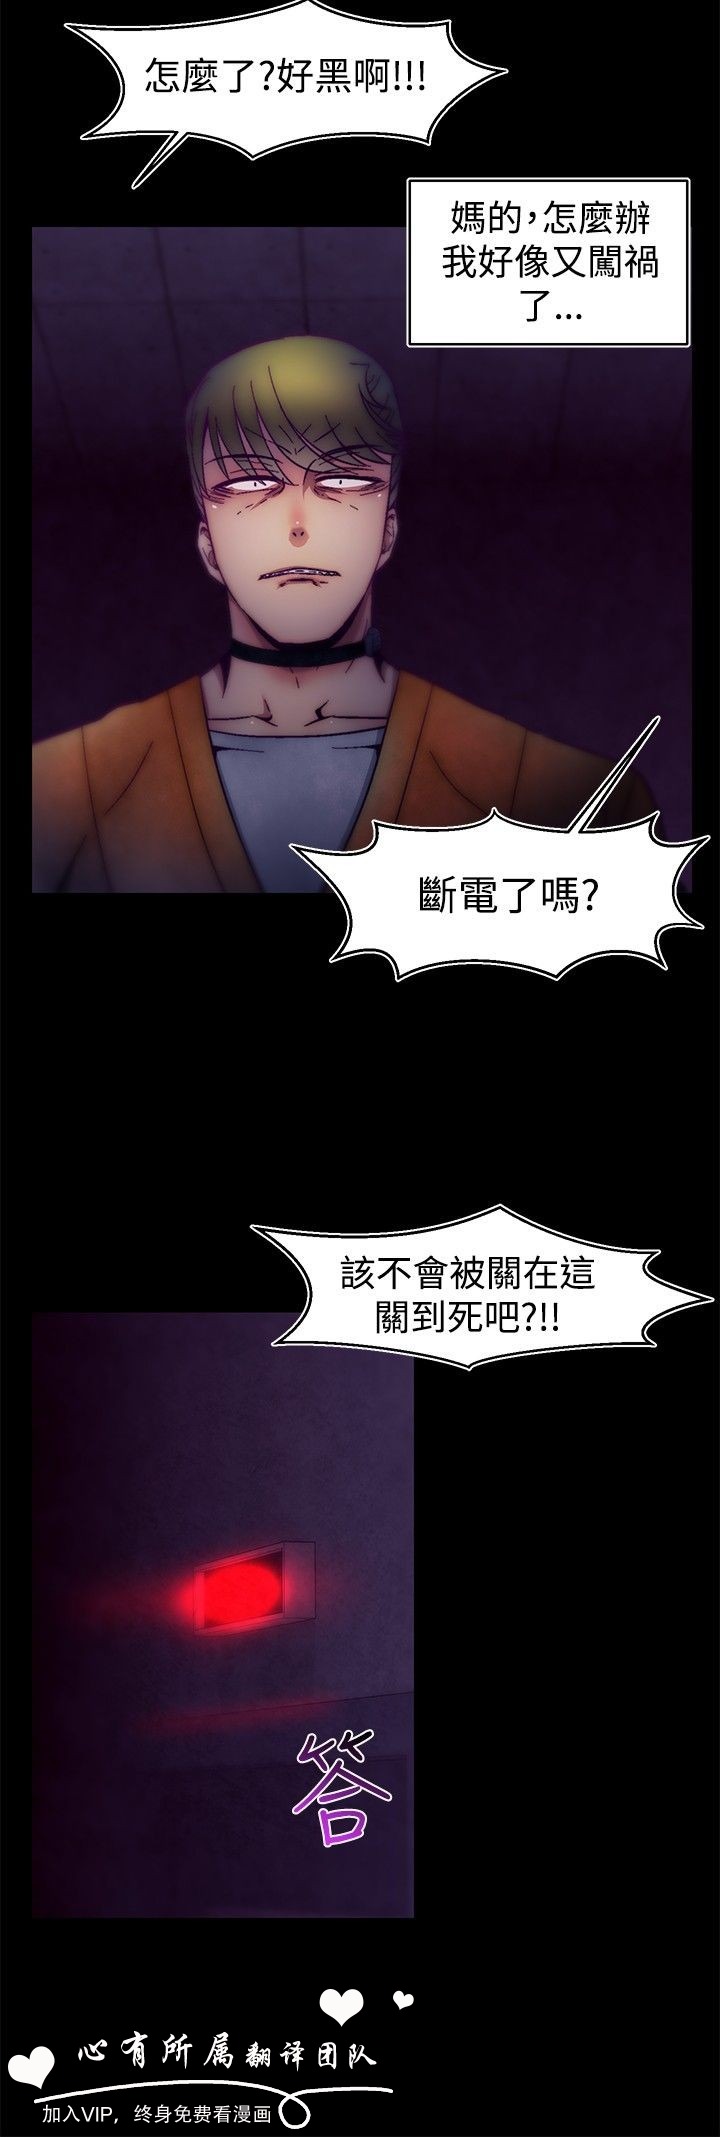 怎麼了?好黑啊!!!
媽的,怎麼辦
我好像又闖禍
了...
斷電了嗎?
該不會被關在這
關到死吧?!!
答
心有所属翻译团队
加入VIP，终身免费看漫画